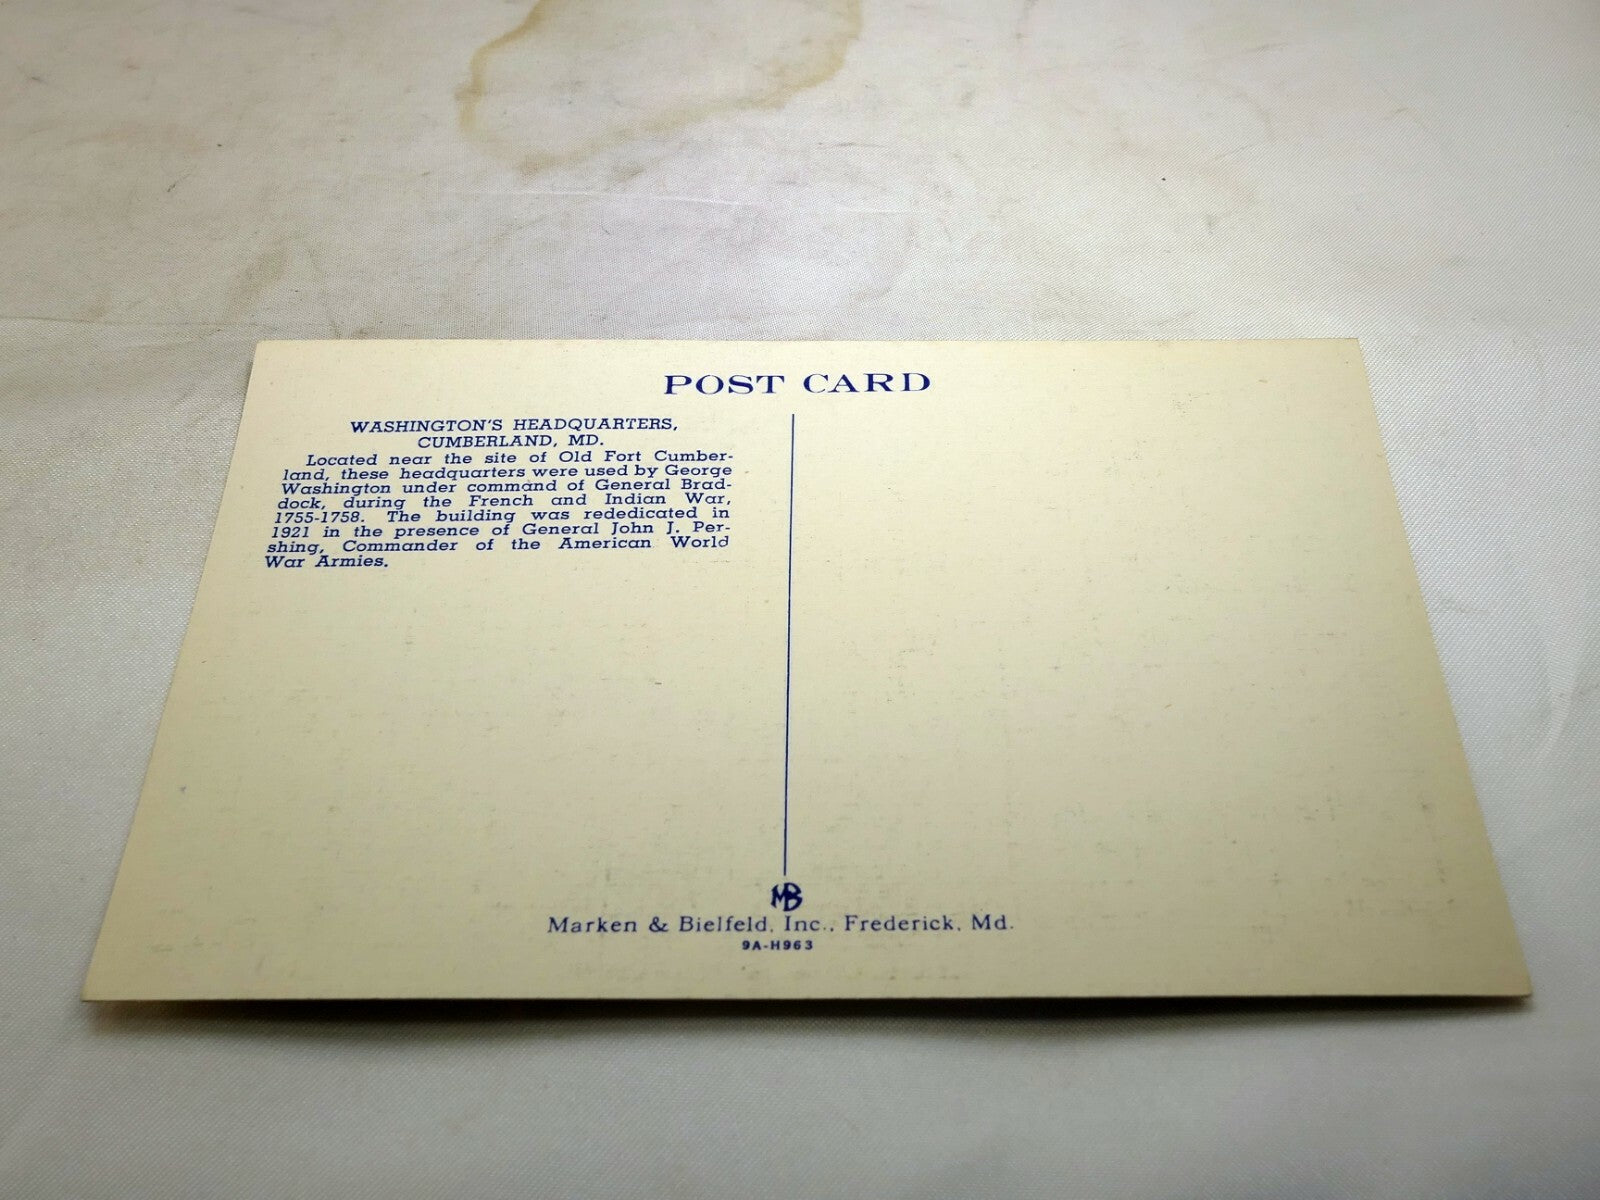 POST CARD
WASHINGTON'S HEADQUARTERS,
CUMBERLAND, MD.
Located near the site of Old Fort Cumber-
land, these headquarters were used by George
Washington under command of General Brad-
dock, during the French and Indian War,
1755-1758. The building was rededicated in
1921 in the presence of General John J. Per-
shing, Commander of the American World
War Armies.
MB
Marken & Bielfeld, Inc., Frederick, Md.
9A-H963